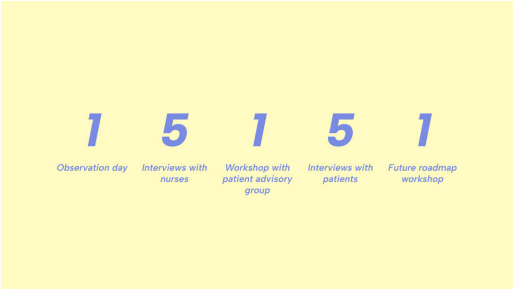 1 5 1 5 1
Observation day
Interviews with
nurses
Workshop with
patient advisory
group
Interviews with
patients
Future roadmap
workshop